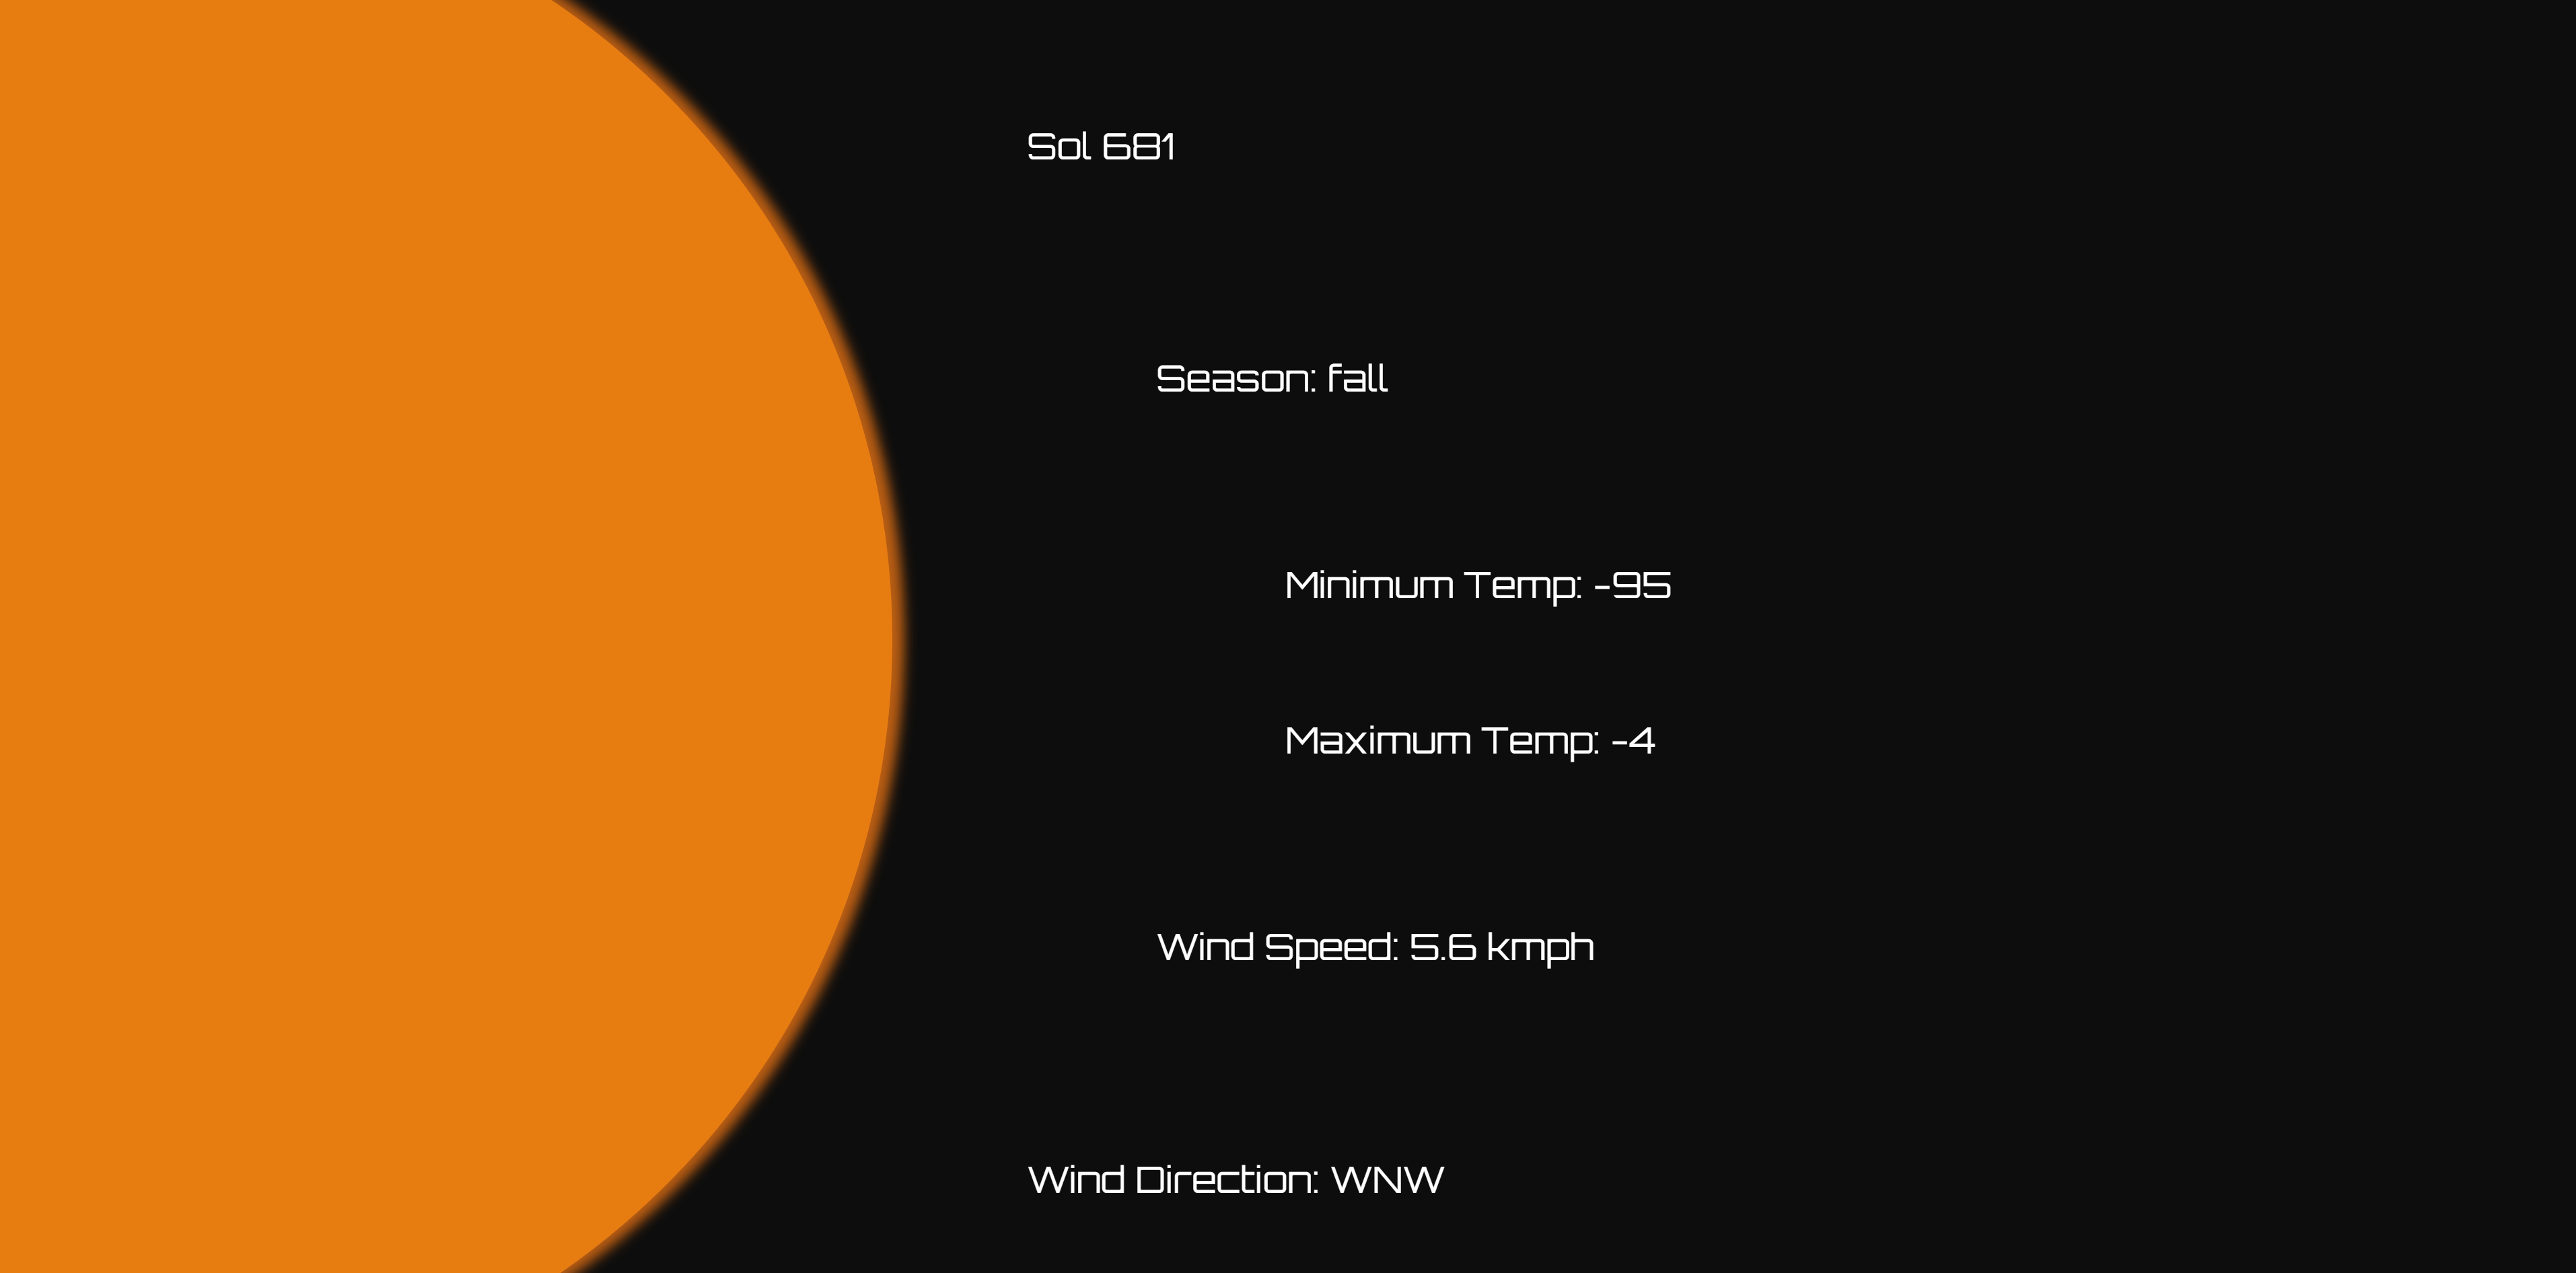 Sol 681
Season: fall
Minimum Temp: -95
Maximum Temp: -4
Wind Speed: 5.6 kmph
Wind Direction: WNW